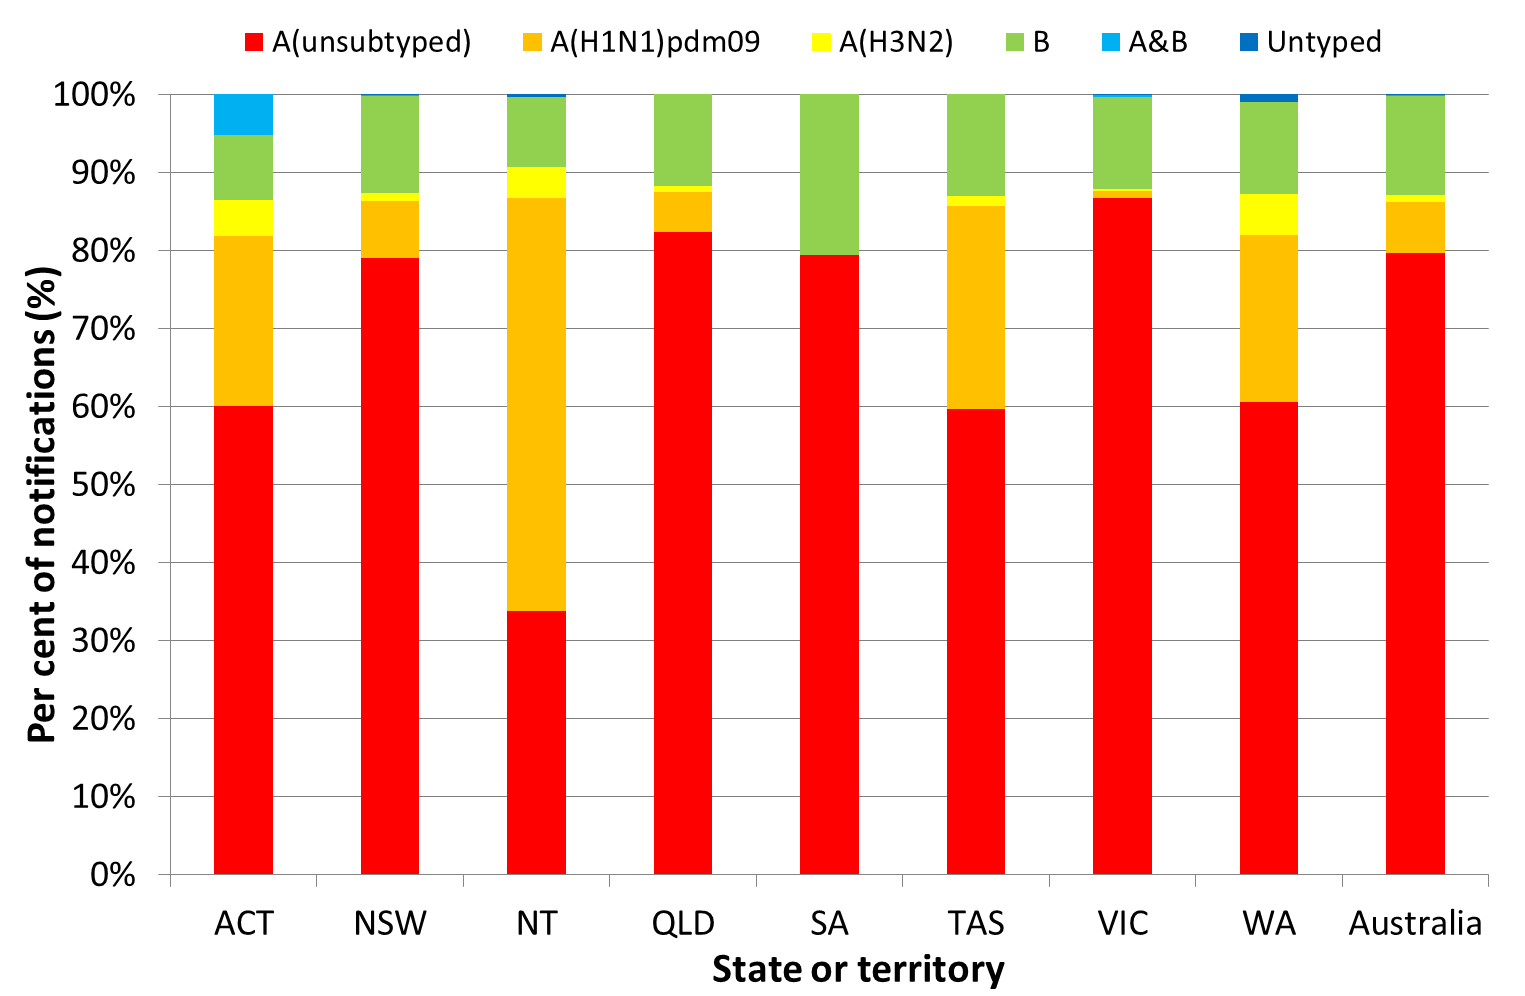 A(unsubtyped) A(H1N1)pdm09 A(H3N2) B A&B Untyped
100%
90%
80%
70%
60%
50%
40%
30%
20%
10%
0%
Per cent of notifications (%)
ACT NSW NT QLD SA TAS VIC WA Australia
State or territory